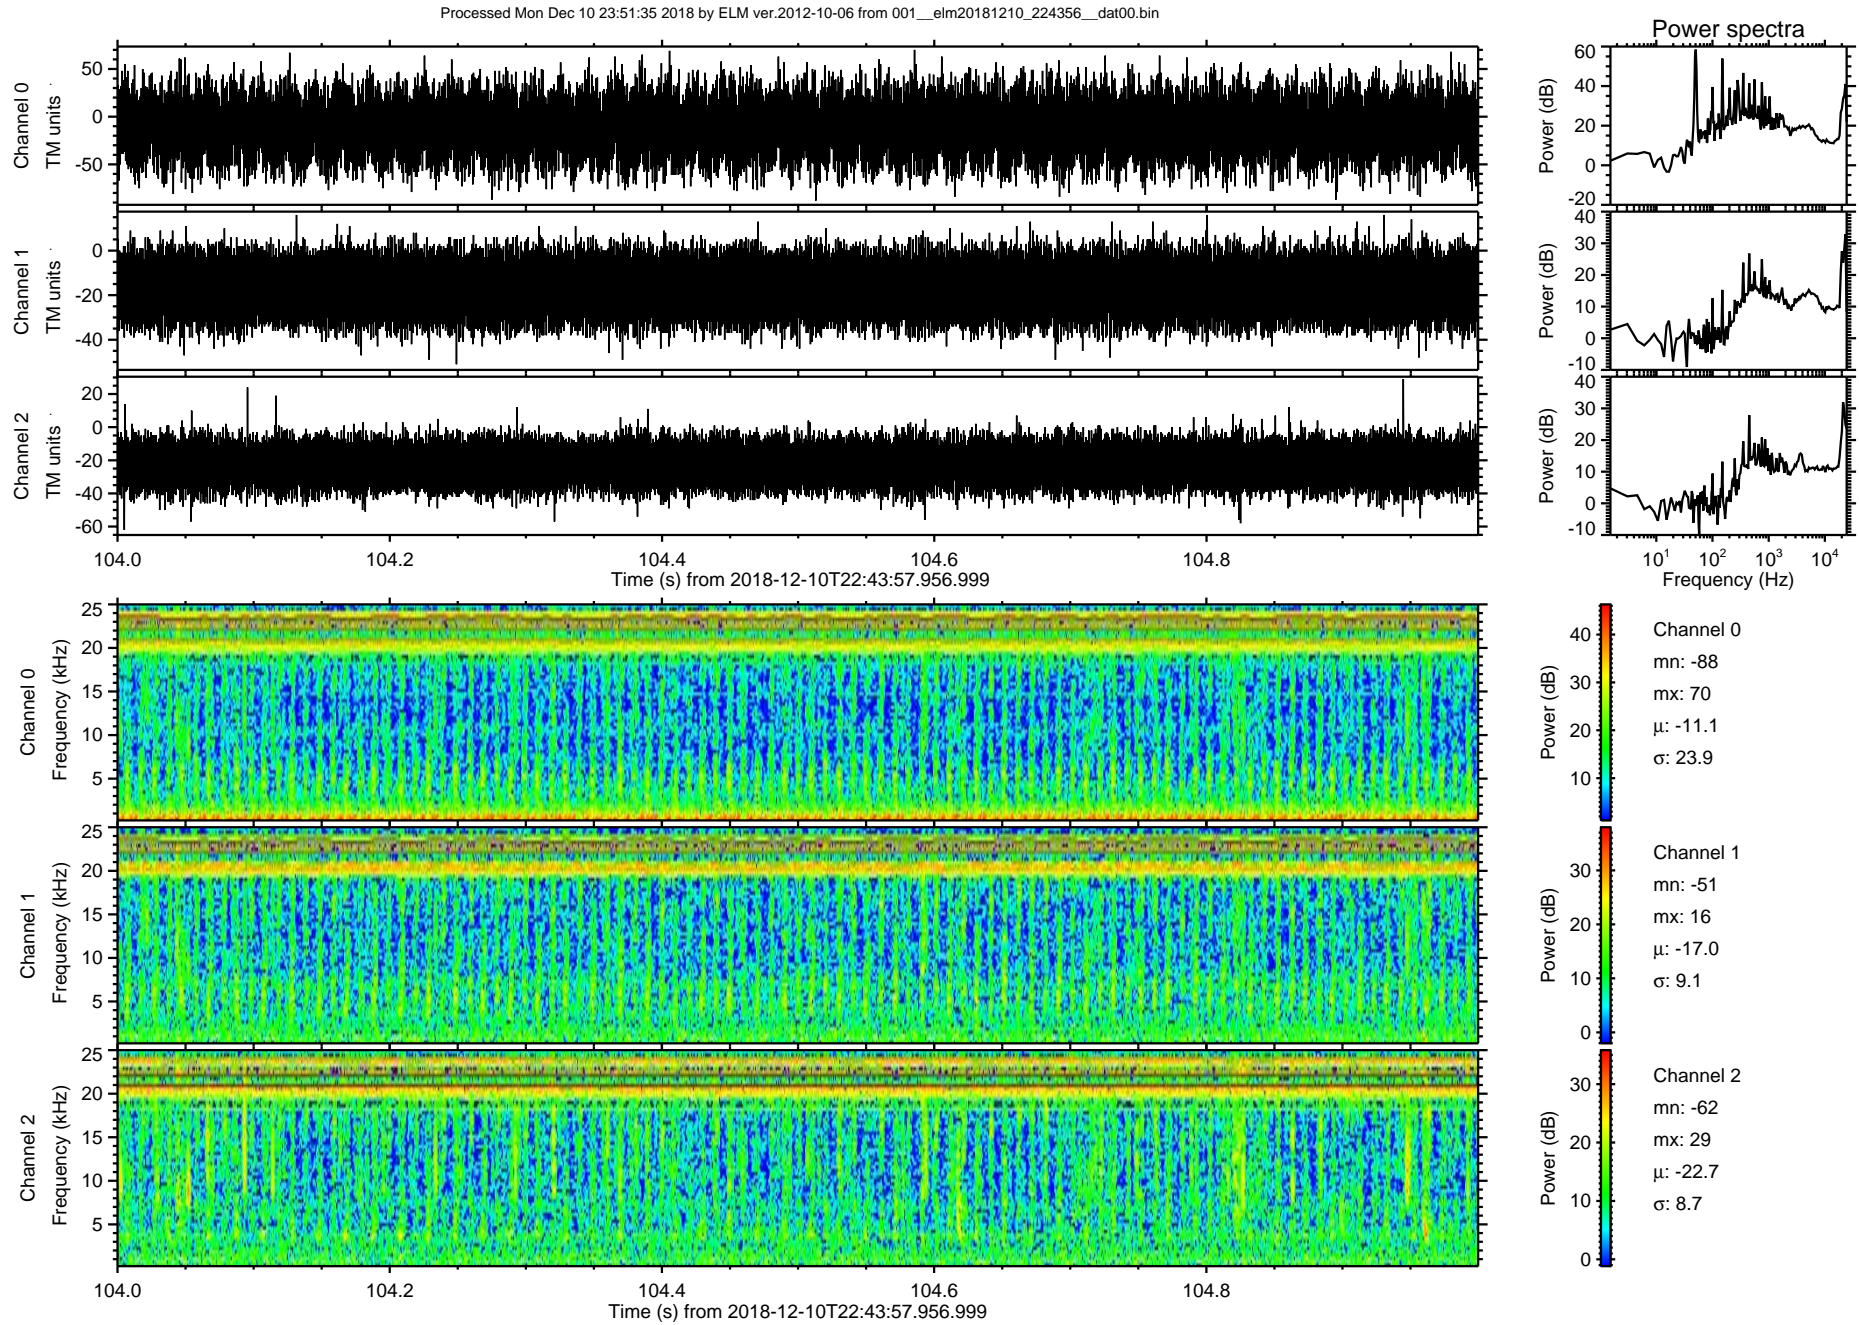 Processed Mon Dec 10 23:51:35 2018 by ELM ver.2012-10-06 from 001__elm20181210_224356__dat00.bin
Power spectra
Channel 0
TM units
50
0
-50
Power (dB)
60
40
20
0
-20
Channel 1
TM units
0
-20
-40
Power (dB)
40
30
20
10
0
-10
Channel 2
TM units
20
0
-20
-40
-60
Power (dB)
40
30
20
10
0
-10
104.0 104.2 104.4 104.6 104.8
Time (s) from 2018-12-10T22:43:57.956.999
10¹ 10² 10³ 10⁴
Frequency (Hz)
Channel 0
Frequency (kHz)
25
20
15
10
5
Power (dB)
40
30
20
10
Channel 0
mn: -88
mx: 70
μ: -11.1
σ: 23.9
Channel 1
Frequency (kHz)
25
20
15
10
5
Power (dB)
30
20
10
0
Channel 1
mn: -51
mx: 16
μ: -17.0
σ: 9.1
Channel 2
Frequency (kHz)
25
20
15
10
5
Power (dB)
30
20
10
0
Channel 2
mn: -62
mx: 29
μ: -22.7
σ: 8.7
104.0 104.2 104.4 104.6 104.8
Time (s) from 2018-12-10T22:43:57.956.999